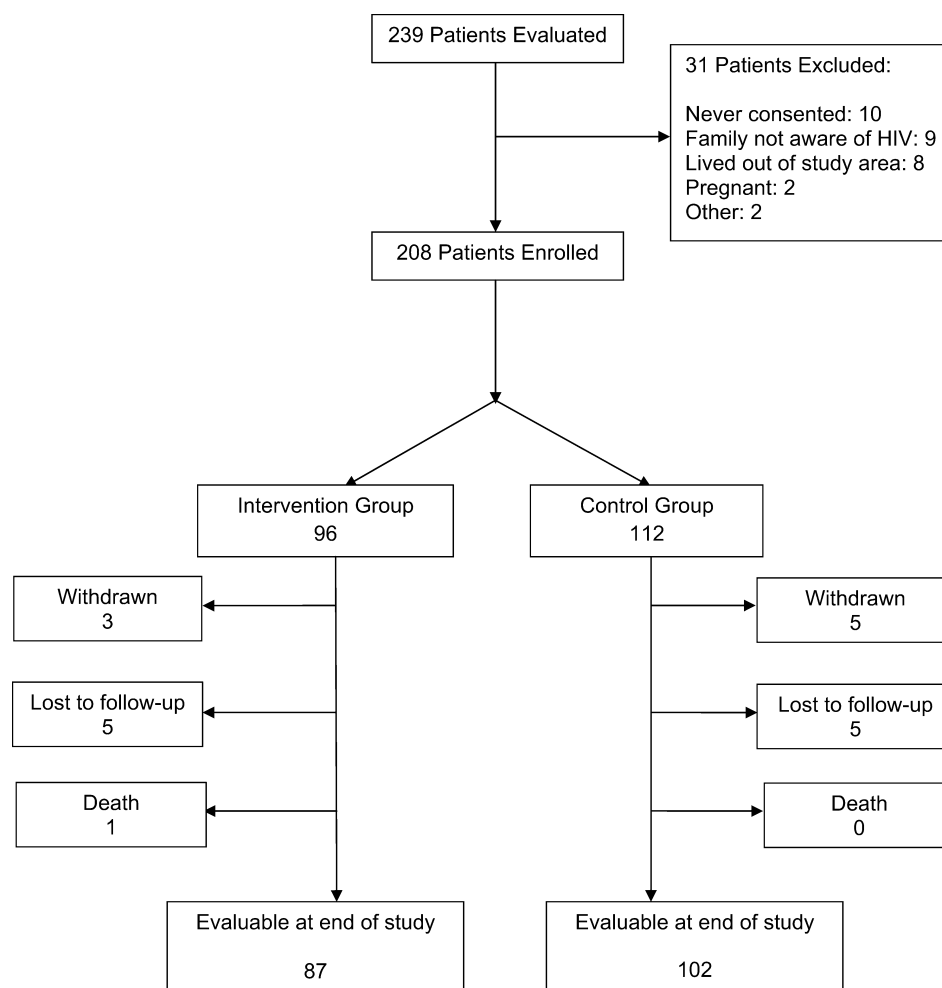 239 Patients Evaluated
31 Patients Excluded:
Never consented: 10
Family not aware of HIV: 9
Lived out of study area: 8
Pregnant: 2
Other: 2
208 Patients Enrolled
Intervention Group
96
Control Group
112
Withdrawn
3
Withdrawn
5
Lost to follow-up
5
Lost to follow-up
5
Death
1
Death
0
Evaluable at end of study
87
Evaluable at end of study
102